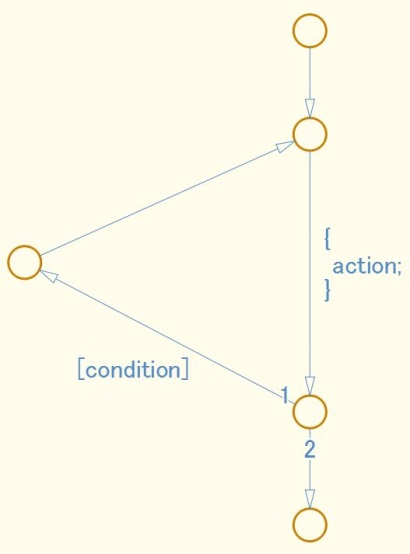 {
action;
}
[condition]
1
2